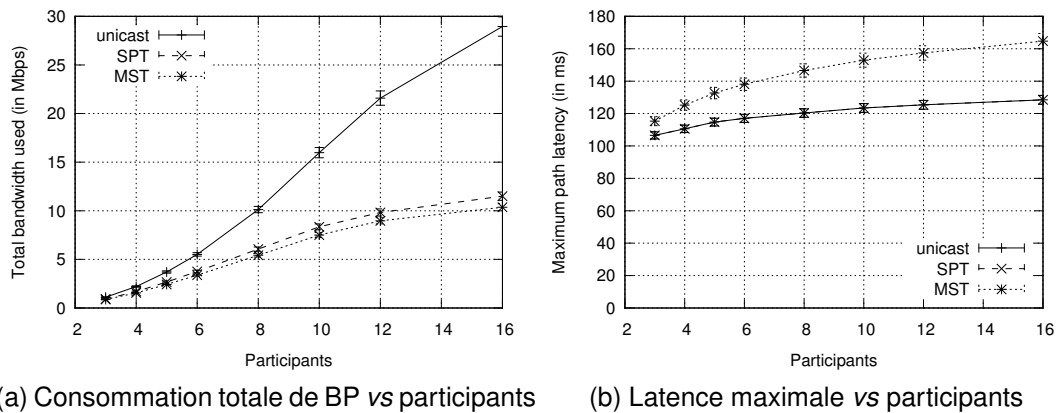 Total bandwidth used (in Mbps)
30
25
20
15
10
5
0
2 4 6 8 10 12 14 16
Participants
unicast
SPT
MST
Maximum path latency (in ms)
180
160
140
120
100
80
60
40
20
0
2 4 6 8 10 12 14 16
Participants
unicast
SPT
MST
(a) Consommation totale de BP vs participants
(b) Latence maximale vs participants